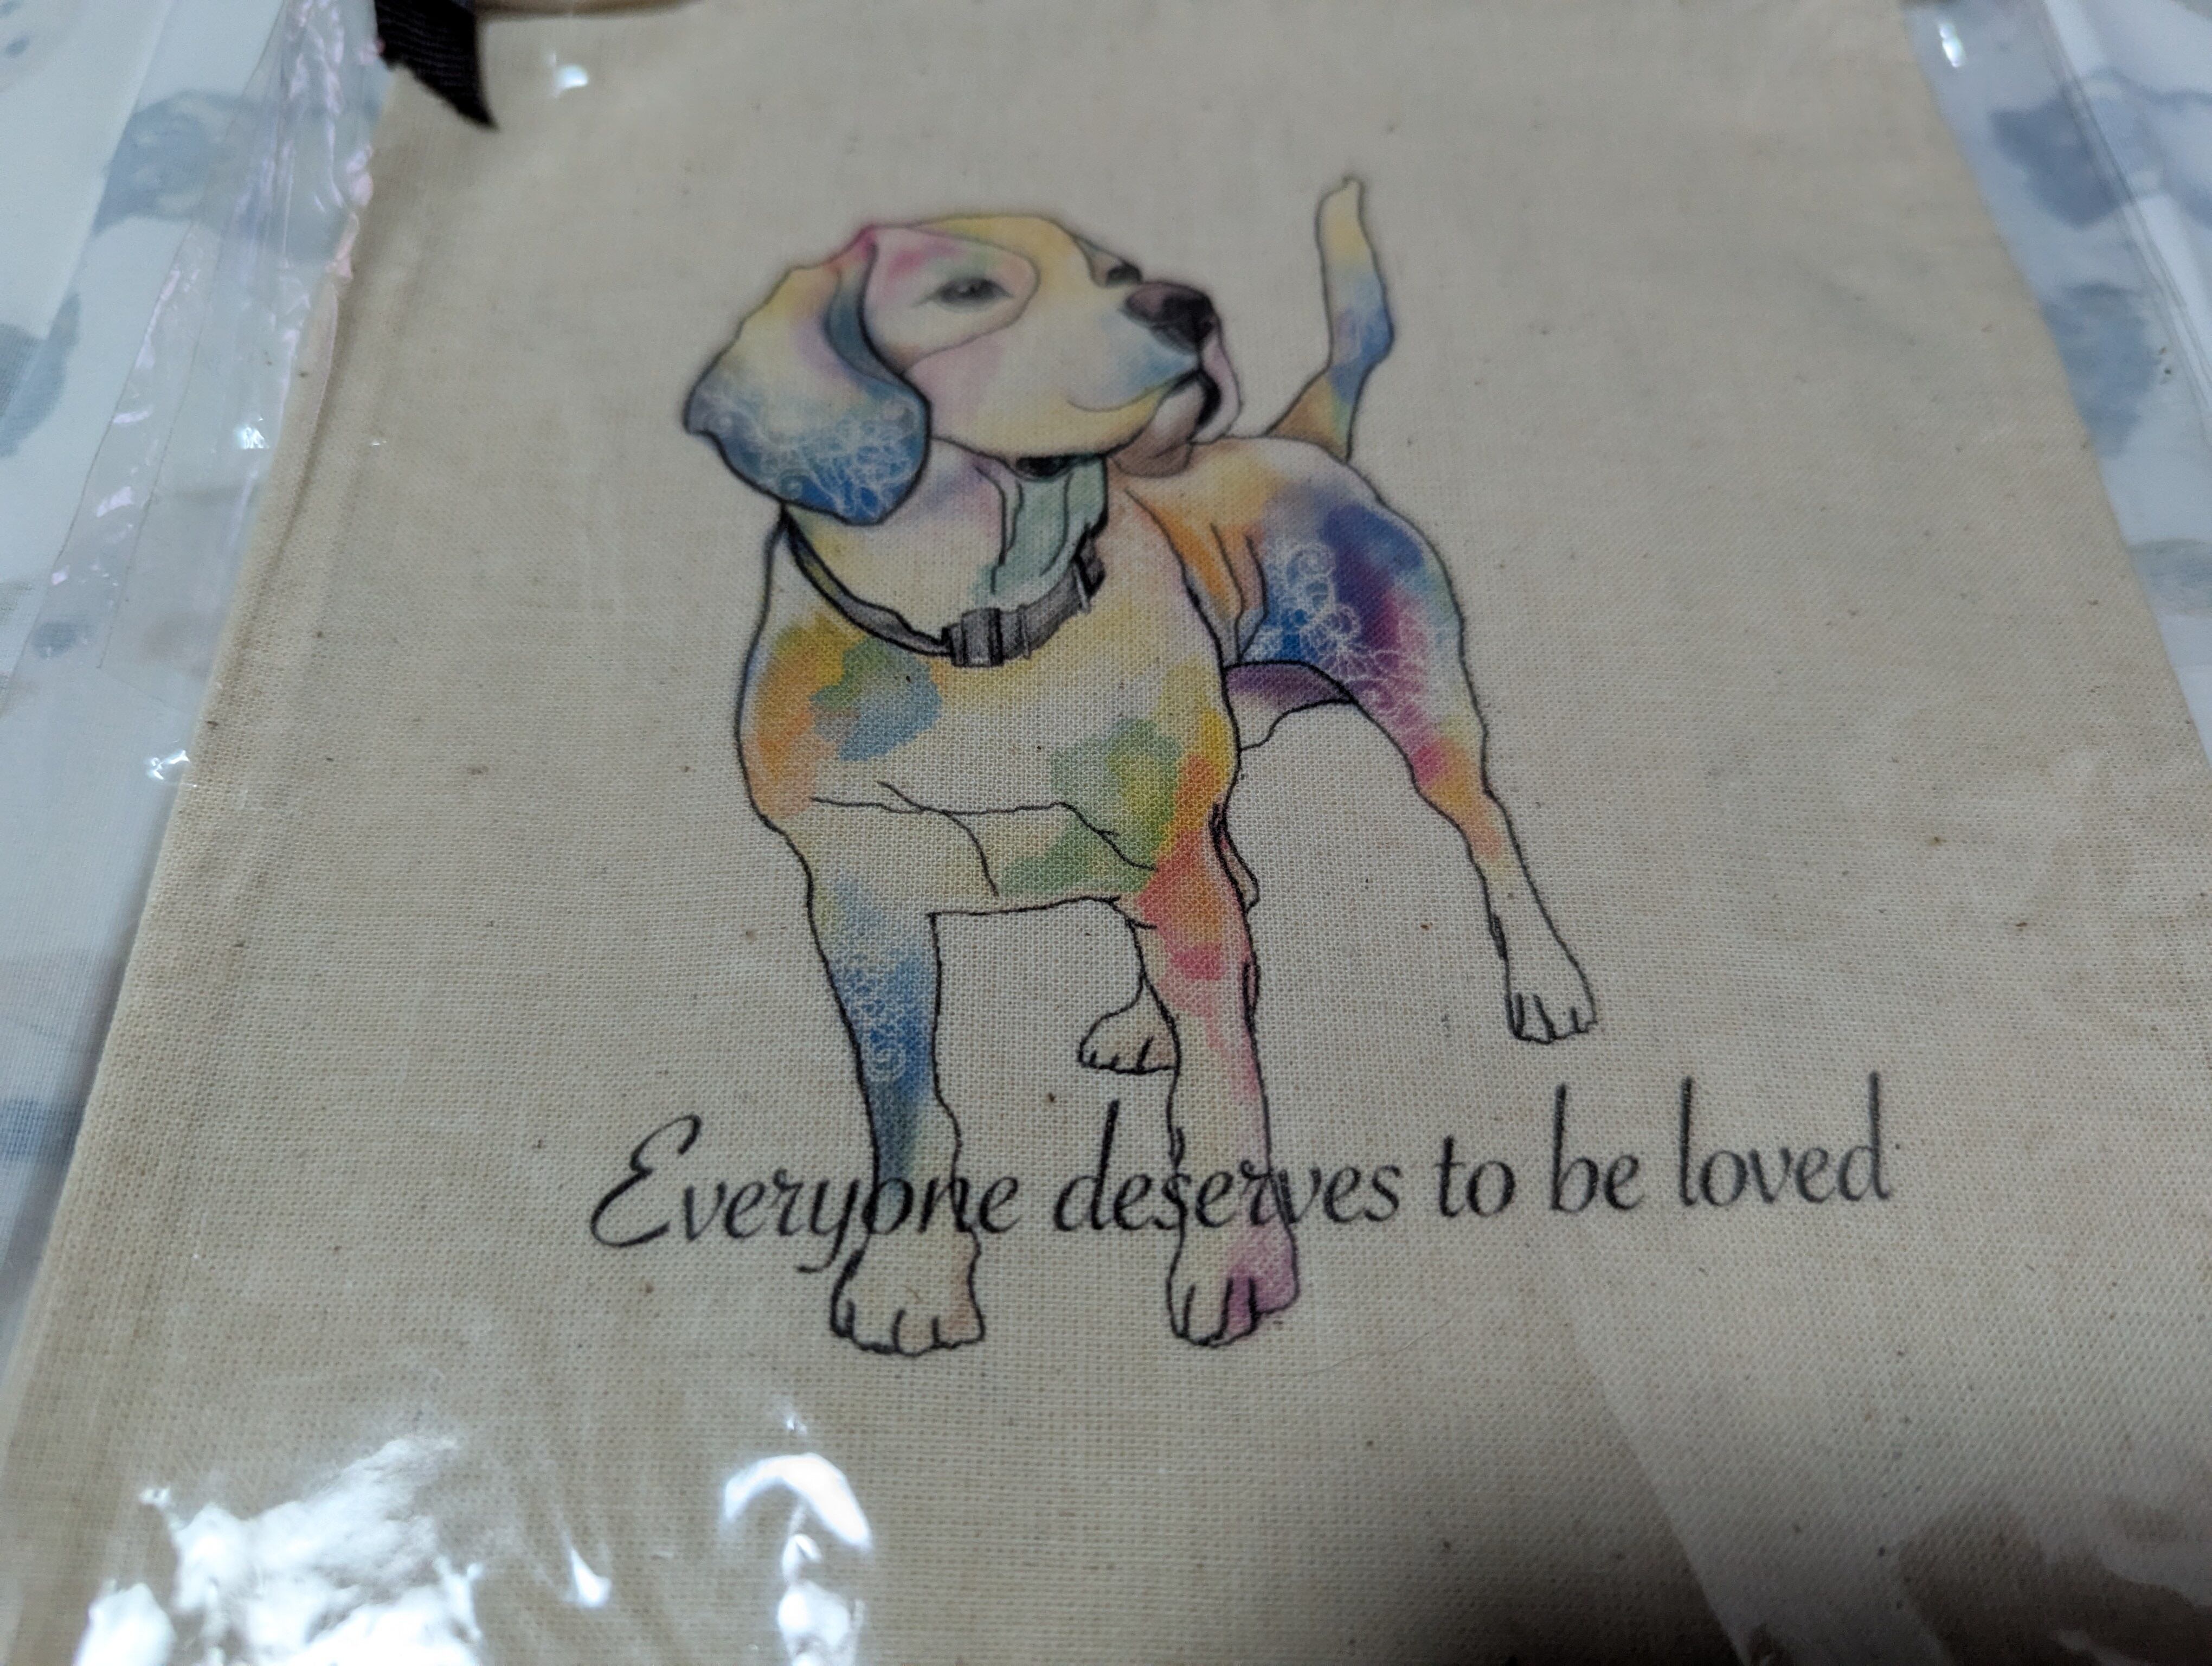 Everyone deserves to be loved